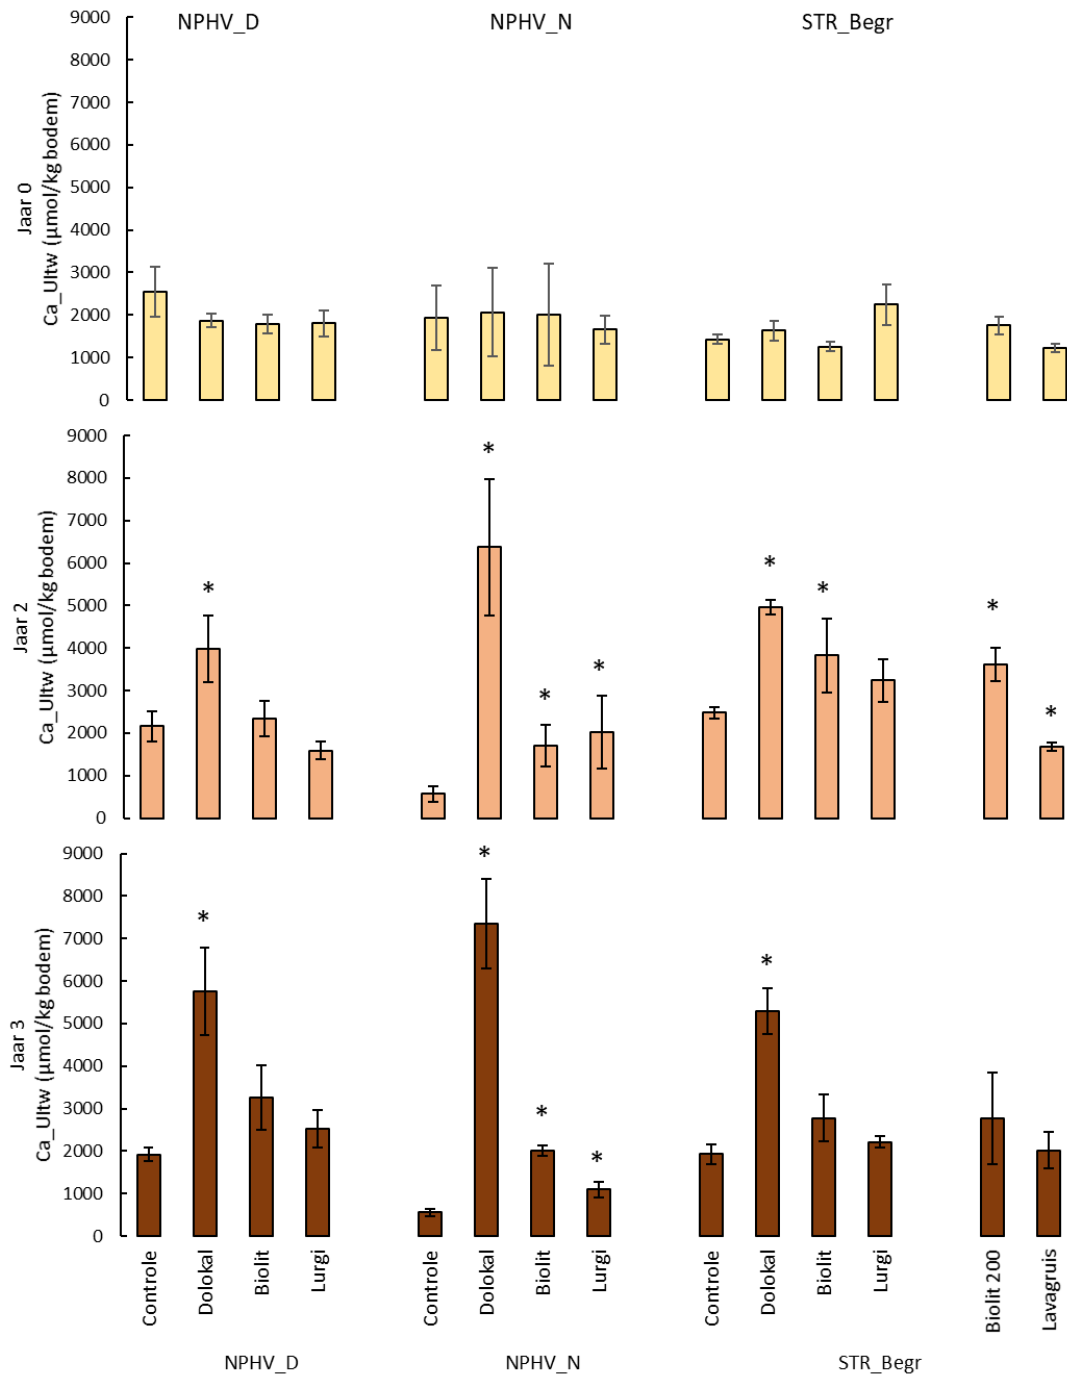 NPHV_D NPHV_N STR_Begr
Jaar 0
Ca_Ultw (µmol/kg bodem)
9000
8000
7000
6000
5000
4000
3000
2000
1000
0
Jaar 2
Ca_Ultw (µmol/kg bodem)
9000
8000
7000
6000
5000
4000
3000
2000
1000
0
* * * * * * * *
Jaar 3
Ca_Ultw (µmol/kg bodem)
9000
8000
7000
6000
5000
4000
3000
2000
1000
0
* * * * *
Controle Dolokal Biolit Lurgi Controle Dolokal Biolit Lurgi Controle Dolokal Biolit Lurgi Biolit 200 Lavagruis
NPHV_D NPHV_N STR_Begr